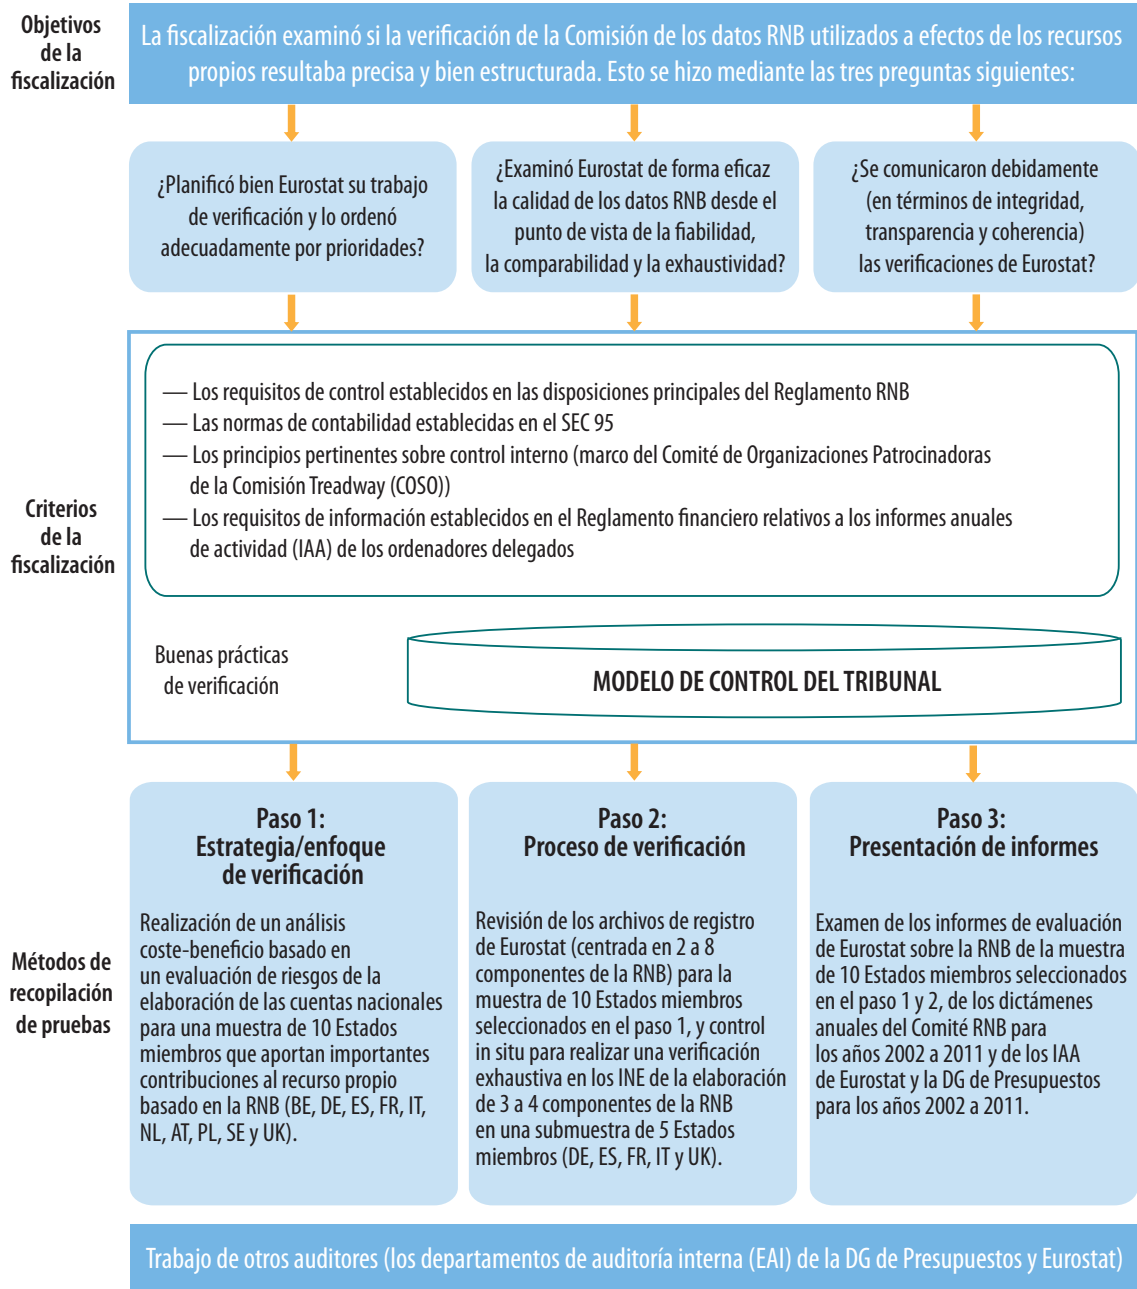 Objetivos
de la
fiscalización
La fiscalización examinó si la verificación de la Comisión de los datos RNB utilizados a efectos de los recursos
propios resultaba precisa y bien estructurada. Esto se hizo mediante las tres preguntas siguientes:
¿Planificó bien Eurostat su trabajo
de verificación y lo ordenó
adecuadamente por prioridades?
¿Examinó Eurostat de forma eficaz
la calidad de los datos RNB desde el
punto de vista de la fiabilidad,
la comparabilidad y la exhaustividad?
¿Se comunicaron debidamente
(en términos de integridad,
transparencia y coherencia)
las verificaciones de Eurostat?
Criterios
de la
fiscalización
— Los requisitos de control establecidos en las disposiciones principales del Reglamento RNB
— Las normas de contabilidad establecidas en el SEC 95
— Los principios pertinentes sobre control interno (marco del Comité de Organizaciones Patrocinadoras
de la Comisión Treadway (COSO))
— Los requisitos de información establecidos en el Reglamento financiero relativos a los informes anuales
de actividad (IAA) de los ordenadores delegados
Buenas prácticas
de verificación
MODELO DE CONTROL DEL TRIBUNAL
Métodos de
recopilación
de pruebas
Paso 1:
Estrategia/enfoque
de verificación
Realización de un análisis
coste-beneficio basado en
un evaluación de riesgos de la
elaboración de las cuentas nacionales
para una muestra de 10 Estados
miembros que aportan importantes
contribuciones al recurso propio
basado en la RNB (BE, DE, ES, FR, IT,
NL, AT, PL, SE y UK).
Paso 2:
Proceso de verificación
Revisión de los archivos de registro
de Eurostat (centrada en 2 a 8
componentes de la RNB) para la
muestra de 10 Estados miembros
seleccionados en el paso 1, y control
in situ para realizar una verificación
exhaustiva en los INE de la elaboración
de 3 a 4 componentes de la RNB
en una submuestra de 5 Estados
miembros (DE, ES, FR, IT y UK).
Paso 3:
Presentación de informes
Examen de los informes de evaluación
de Eurostat sobre la RNB de la muestra
de 10 Estados miembros seleccionados
en el paso 1 y 2, de los dictámenes
anuales del Comité RNB para
los años 2002 a 2011 y de los IAA
de Eurostat y la DG de Presupuestos
para los años 2002 a 2011.
Trabajo de otros auditores (los departamentos de auditoría interna (EAI) de la DG de Presupuestos y Eurostat)